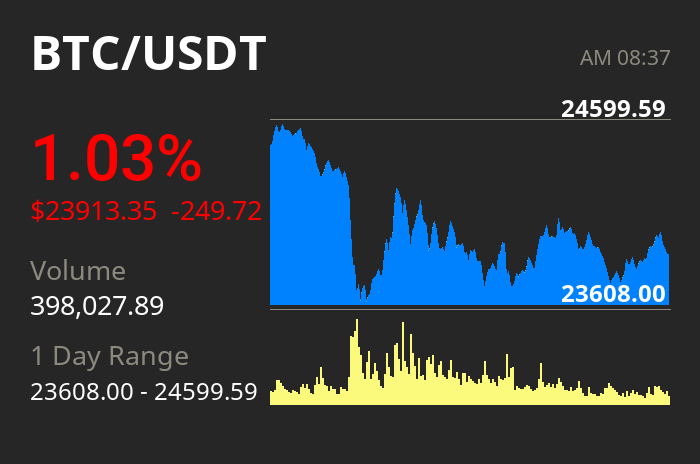 BTC/USDT
AM 08:37
24599.59
1.03%
$23913.35 -249.72
Volume
398,027.89
23608.00
1 Day Range
23608.00 - 24599.59